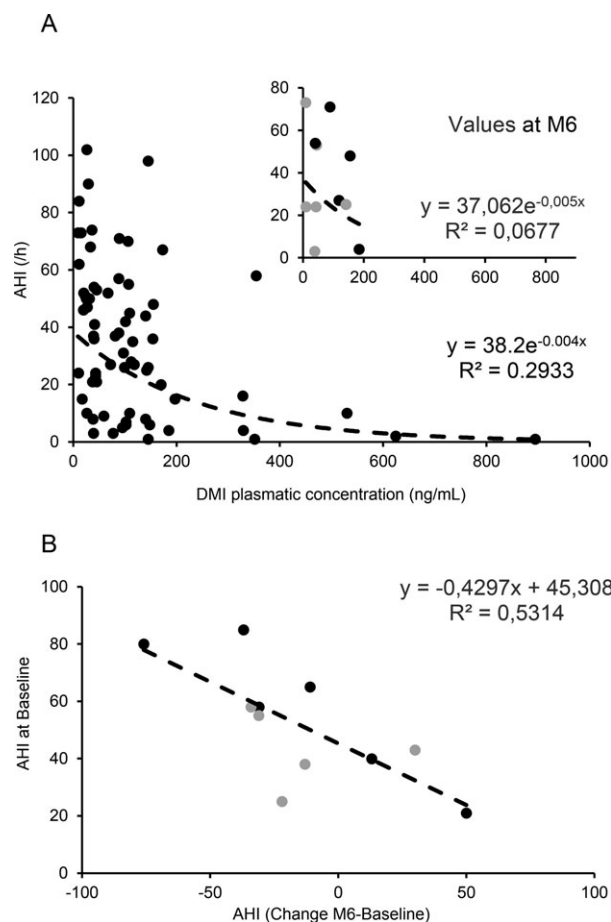 A
80
60
40
20
0
0 200 400 600 800
Values at M6
y = 37,062e-0,005x
R² = 0,0677
120
100
80
60
40
20
0
AHI (/h)
y = 38.2e-0.004x
R² = 0.2933
0 200 400 600 800 1000
DMI plasmatic concentration (ng/mL)
B
100
80
60
40
20
0
AHI at Baseline
y = -0,4297x + 45,308
R² = 0,5314
-100 -50 0 50 100
AHI (Change M6-Baseline)